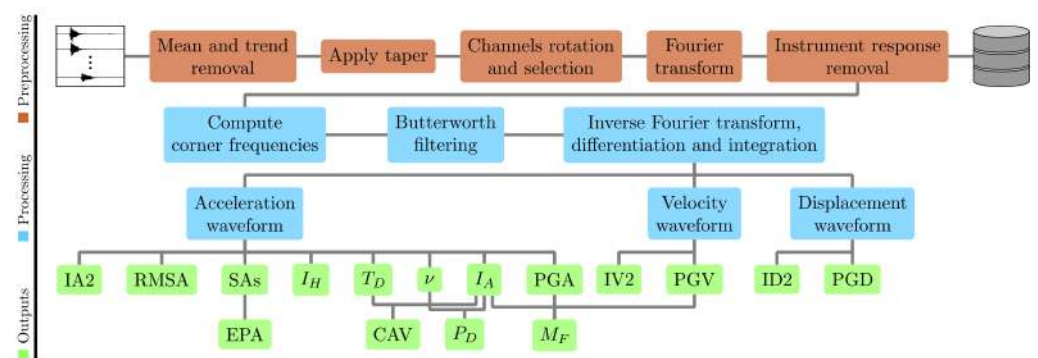 Preprocessing
Mean and trend
removal
Apply taper
Channels rotation
and selection
Fourier
transform
Instrument response
removal
Processing
Compute
corner frequencies
Butterworth
filtering
Inverse Fourier transform,
differentiation and integration
Acceleration
waveform
Velocity
waveform
Displacement
waveform
Outputs
IA2
RMSA
SAs
I_H
T_D
ν
I_A
PGA
IV2
PGV
ID2
PGD
EPA
CAV
P_D
M_F